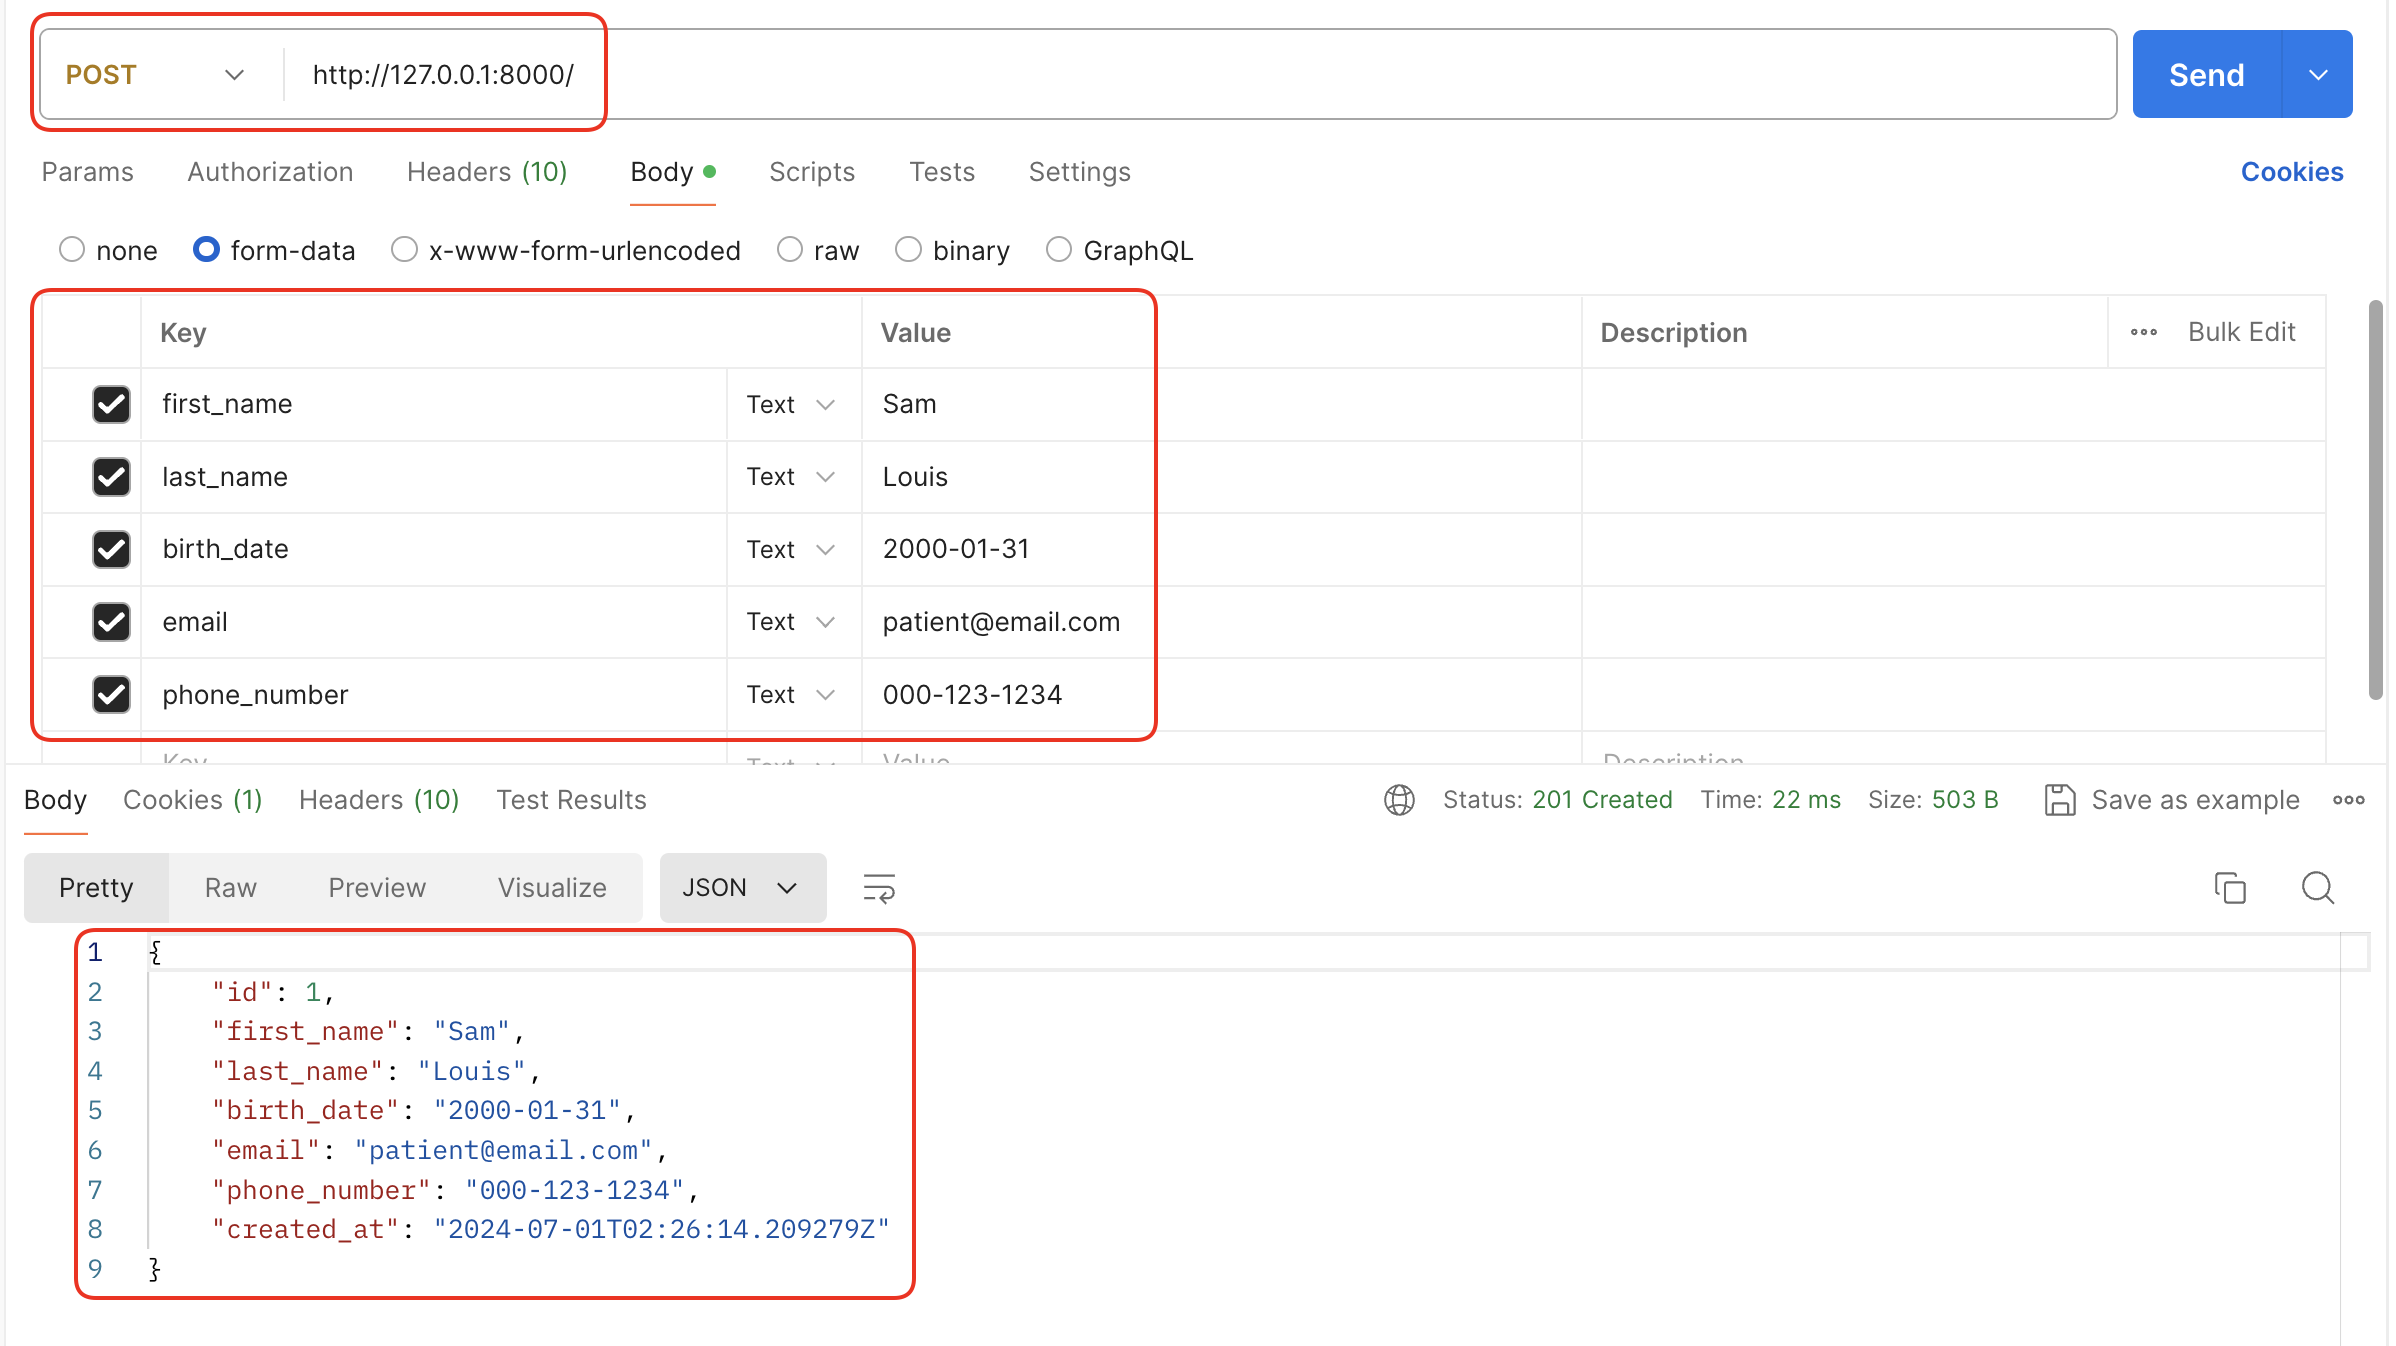 POST http://127.0.0.1:8000/ Send
Params Authorization Headers (10) Body Scripts Tests Settings Cookies
none form-data x-www-form-urlencoded raw binary GraphQL
Key Value Description Bulk Edit
first_name Text Sam
last_name Text Louis
birth_date Text 2000-01-31
email Text patient@email.com
phone_number Text 000-123-1234
Key Text Value Description
Body Cookies (1) Headers (10) Test Results Status: 201 Created Time: 22 ms Size: 503 B Save as example
Pretty Raw Preview Visualize JSON
1 {
2 "id": 1,
3 "first_name": "Sam",
4 "last_name": "Louis",
5 "birth_date": "2000-01-31",
6 "email": "patient@email.com",
7 "phone_number": "000-123-1234",
8 "created_at": "2024-07-01T02:26:14.209279Z"
9 }